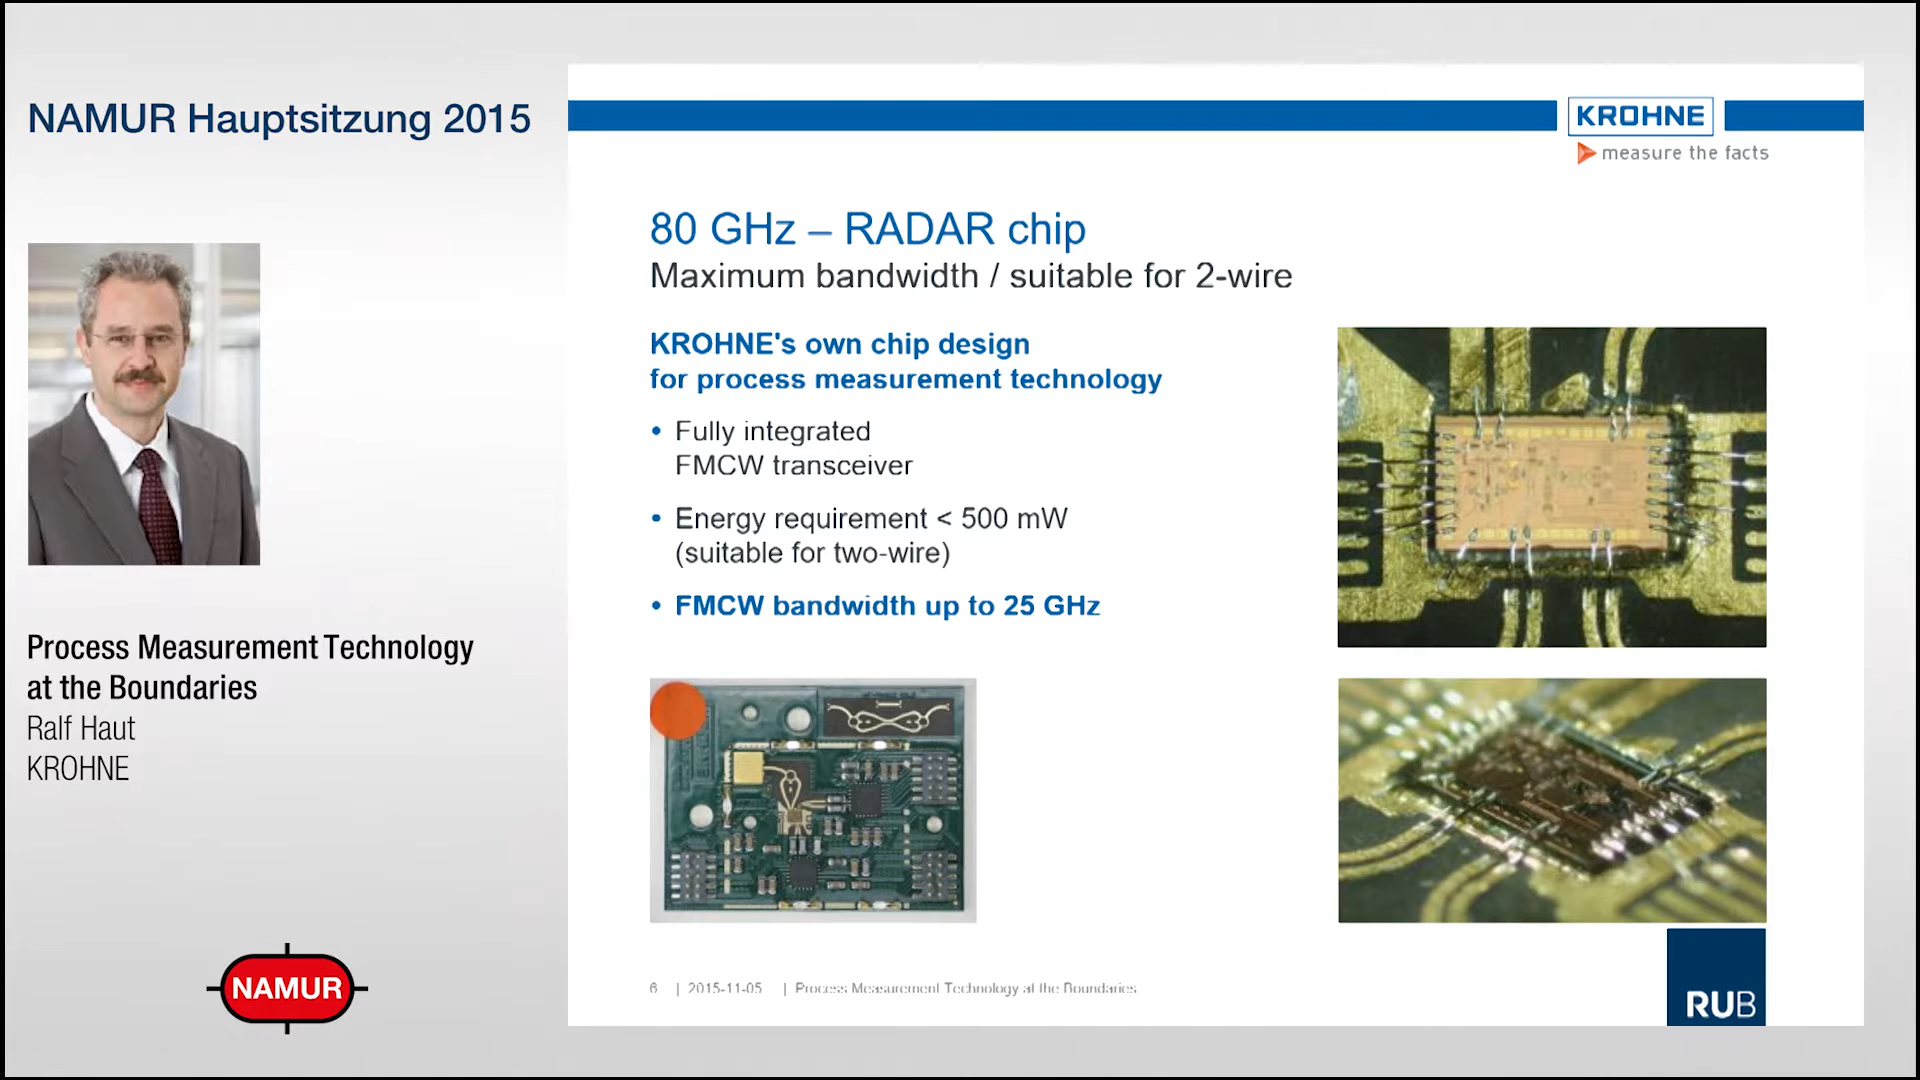 NAMUR Hauptsitzung 2015
KROHNE
measure the facts
80 GHz – RADAR chip
Maximum bandwidth / suitable for 2-wire
KROHNE's own chip design
for process measurement technology
• Fully integrated
FMCW transceiver
• Energy requirement < 500 mW
(suitable for two-wire)
• FMCW bandwidth up to 25 GHz
Process Measurement Technology
at the Boundaries
Ralf Haut
KROHNE
NAMUR
6 | 2015-11-05 | Process Measurement Technology at the Boundaries
RUB